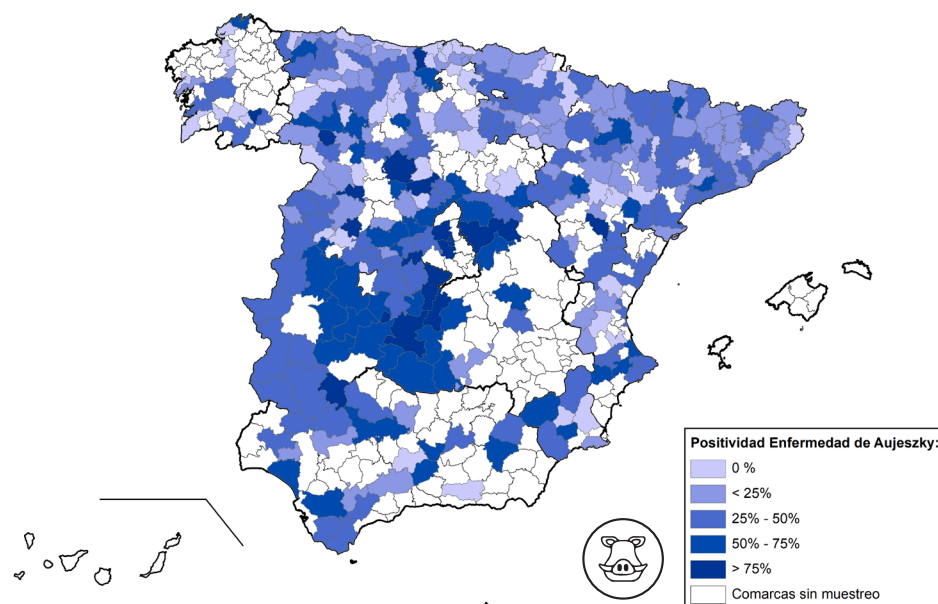 Positividad Enfermedad de Aujeszky:
0 %
< 25%
25% - 50%
50% - 75%
> 75%
Comarcas sin muestreo